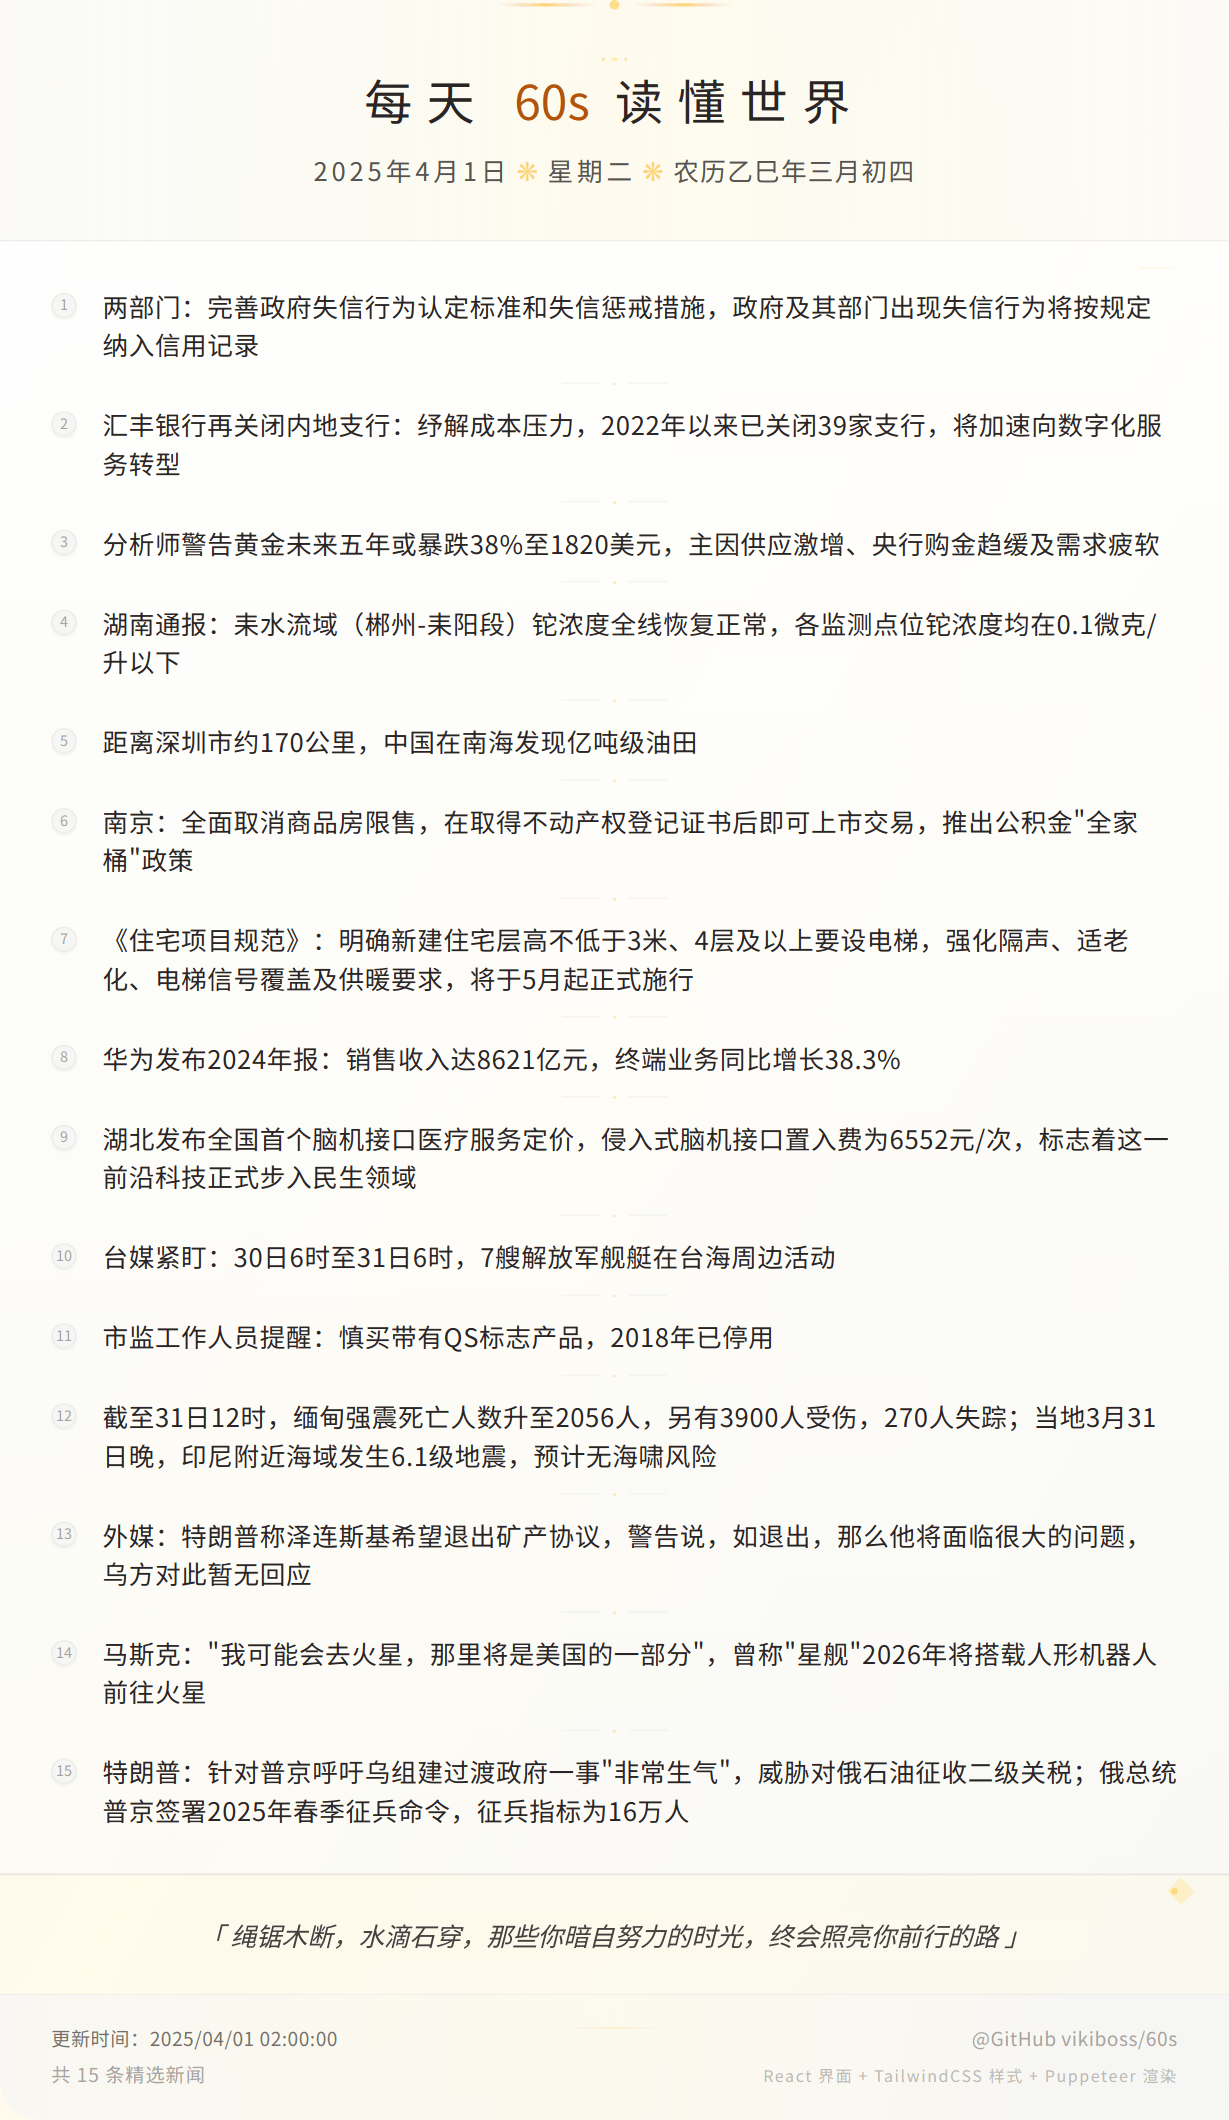 每天 60s 读懂世界
2025年4月1日 ❋ 星期二 ❋ 农历乙巳年三月初四
1 两部门：完善政府失信行为认定标准和失信惩戒措施，政府及其部门出现失信行为将按规定
纳入信用记录
2 汇丰银行再关闭内地支行：纾解成本压力，2022年以来已关闭39家支行，将加速向数字化服
务转型
3 分析师警告黄金未来五年或暴跌38%至1820美元，主因供应激增、央行购金趋缓及需求疲软
4 湖南通报：耒水流域（郴州-耒阳段）铊浓度全线恢复正常，各监测点位铊浓度均在0.1微克/
升以下
5 距离深圳市约170公里，中国在南海发现亿吨级油田
6 南京：全面取消商品房限售，在取得不动产权登记证书后即可上市交易，推出公积金"全家
桶"政策
7 《住宅项目规范》：明确新建住宅层高不低于3米、4层及以上要设电梯，强化隔声、适老
化、电梯信号覆盖及供暖要求，将于5月起正式施行
8 华为发布2024年报：销售收入达8621亿元，终端业务同比增长38.3%
9 湖北发布全国首个脑机接口医疗服务定价，侵入式脑机接口置入费为6552元/次，标志着这一
前沿科技正式步入民生领域
10 台媒紧盯：30日6时至31日6时，7艘解放军舰艇在台海周边活动
11 市监工作人员提醒：慎买带有QS标志产品，2018年已停用
12 截至31日12时，缅甸强震死亡人数升至2056人，另有3900人受伤，270人失踪；当地3月31
日晚，印尼附近海域发生6.1级地震，预计无海啸风险
13 外媒：特朗普称泽连斯基希望退出矿产协议，警告说，如退出，那么他将面临很大的问题，
乌方对此暂无回应
14 马斯克："我可能会去火星，那里将是美国的一部分"，曾称"星舰"2026年将搭载人形机器人
前往火星
15 特朗普：针对普京呼吁乌组建过渡政府一事"非常生气"，威胁对俄石油征收二级关税；俄总统
普京签署2025年春季征兵命令，征兵指标为16万人
「 绳锯木断，水滴石穿，那些你暗自努力的时光，终会照亮你前行的路 」
更新时间：2025/04/01 02:00:00
@GitHub vikiboss/60s
共 15 条精选新闻
React 界面 + TailwindCSS 样式 + Puppeteer 渲染